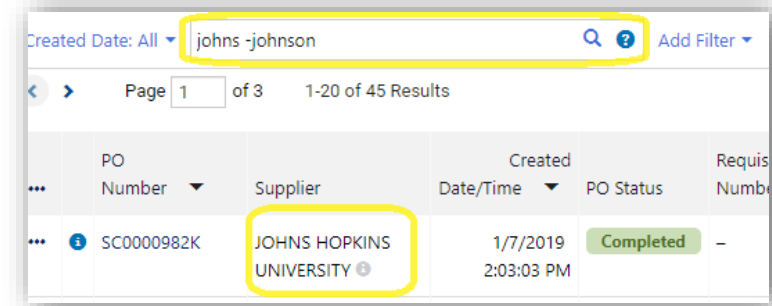 Created Date: All johns -johnson ? Add Filter
Page 1 of 3 1-20 of 45 Results
PO Created Requis
... Number Supplier Date/Time PO Status Numbe
... SC0000982K JOHNS HOPKINS 1/7/2019 Completed –
UNIVERSITY 2:03:03 PM